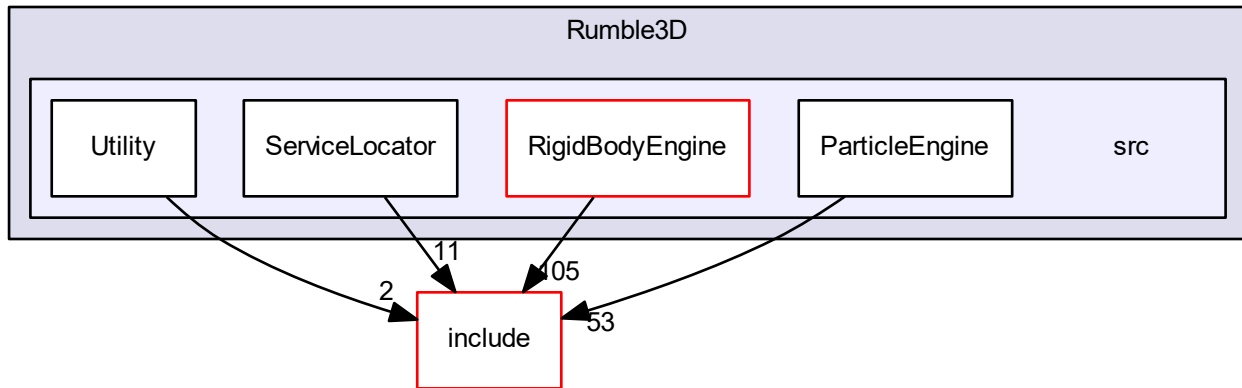 Rumble3D
Utility
ServiceLocator
RigidBodyEngine
ParticleEngine
src
11
105
2
53
include